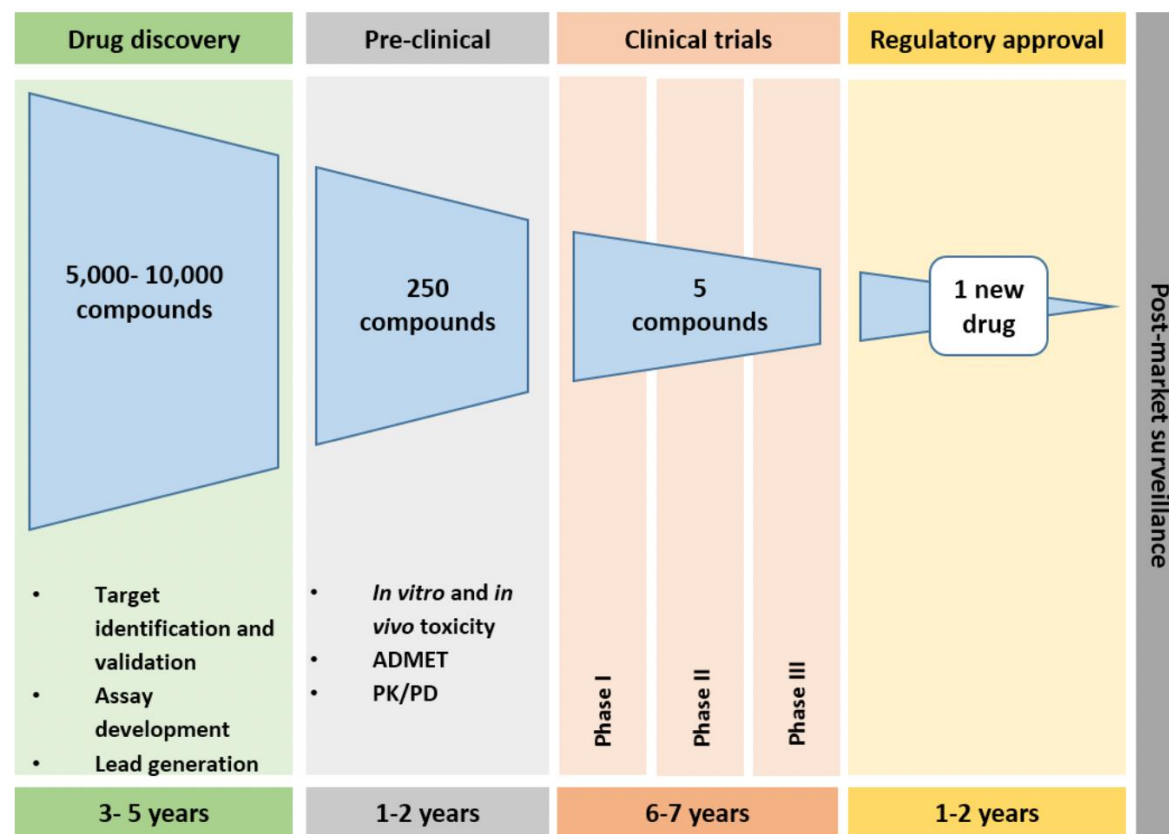 Drug discovery
Pre-clinical
Clinical trials
Regulatory approval
5,000- 10,000
compounds
250
compounds
5
compounds
1 new
drug
Post-market surveillance
• Target
identification and
validation
• Assay
development
• Lead generation
• In vitro and in
vivo toxicity
• ADMET
• PK/PD
Phase I
Phase II
Phase III
3- 5 years
1-2 years
6-7 years
1-2 years